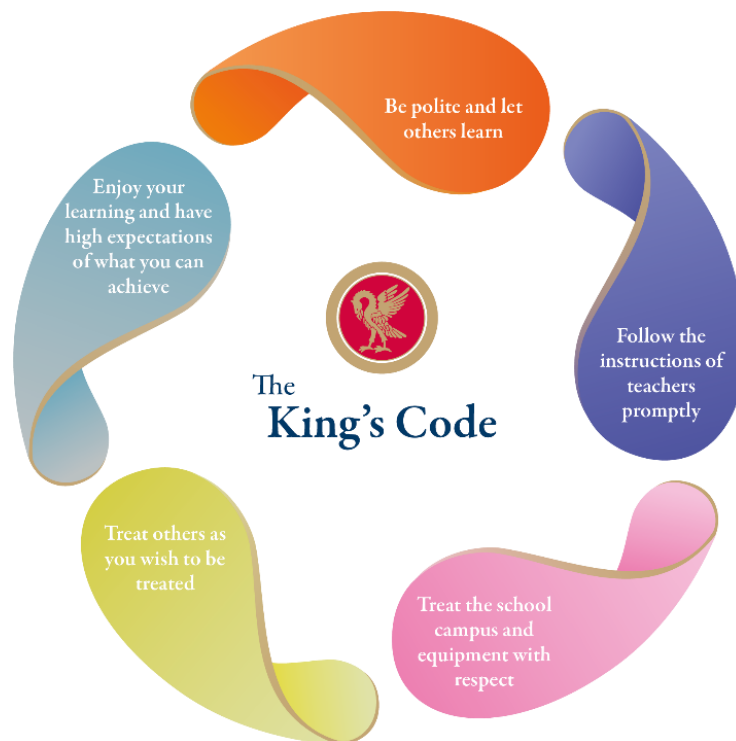 Be polite and let
others learn
Enjoy your
learning and have
high expectations
of what you can
achieve
Follow the
instructions of
teachers
promptly
The
King's Code
Treat others as
you wish to be
treated
Treat the school
campus and
equipment with
respect